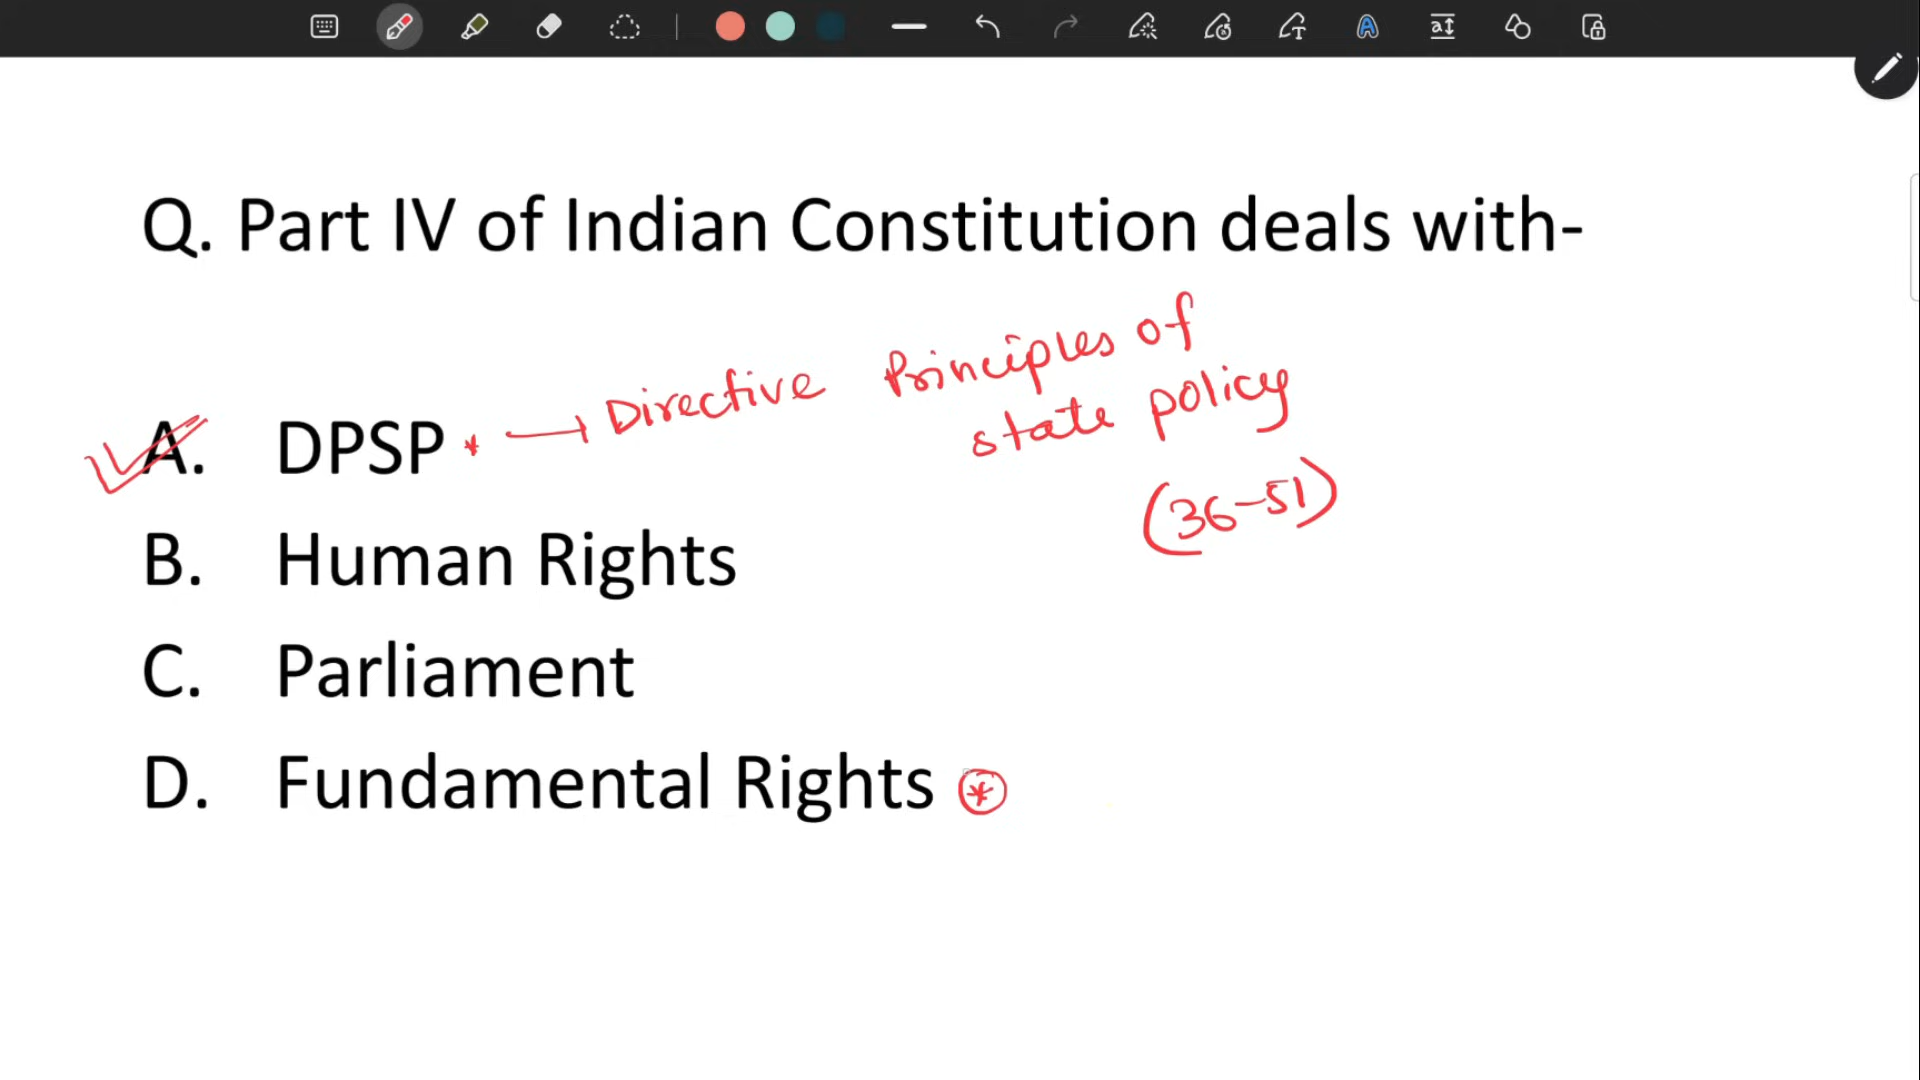 Q. Part IV of Indian Constitution deals with-
A. DPSP * → Directive Principles of
state policy
(36-51)
B. Human Rights
C. Parliament
D. Fundamental Rights *